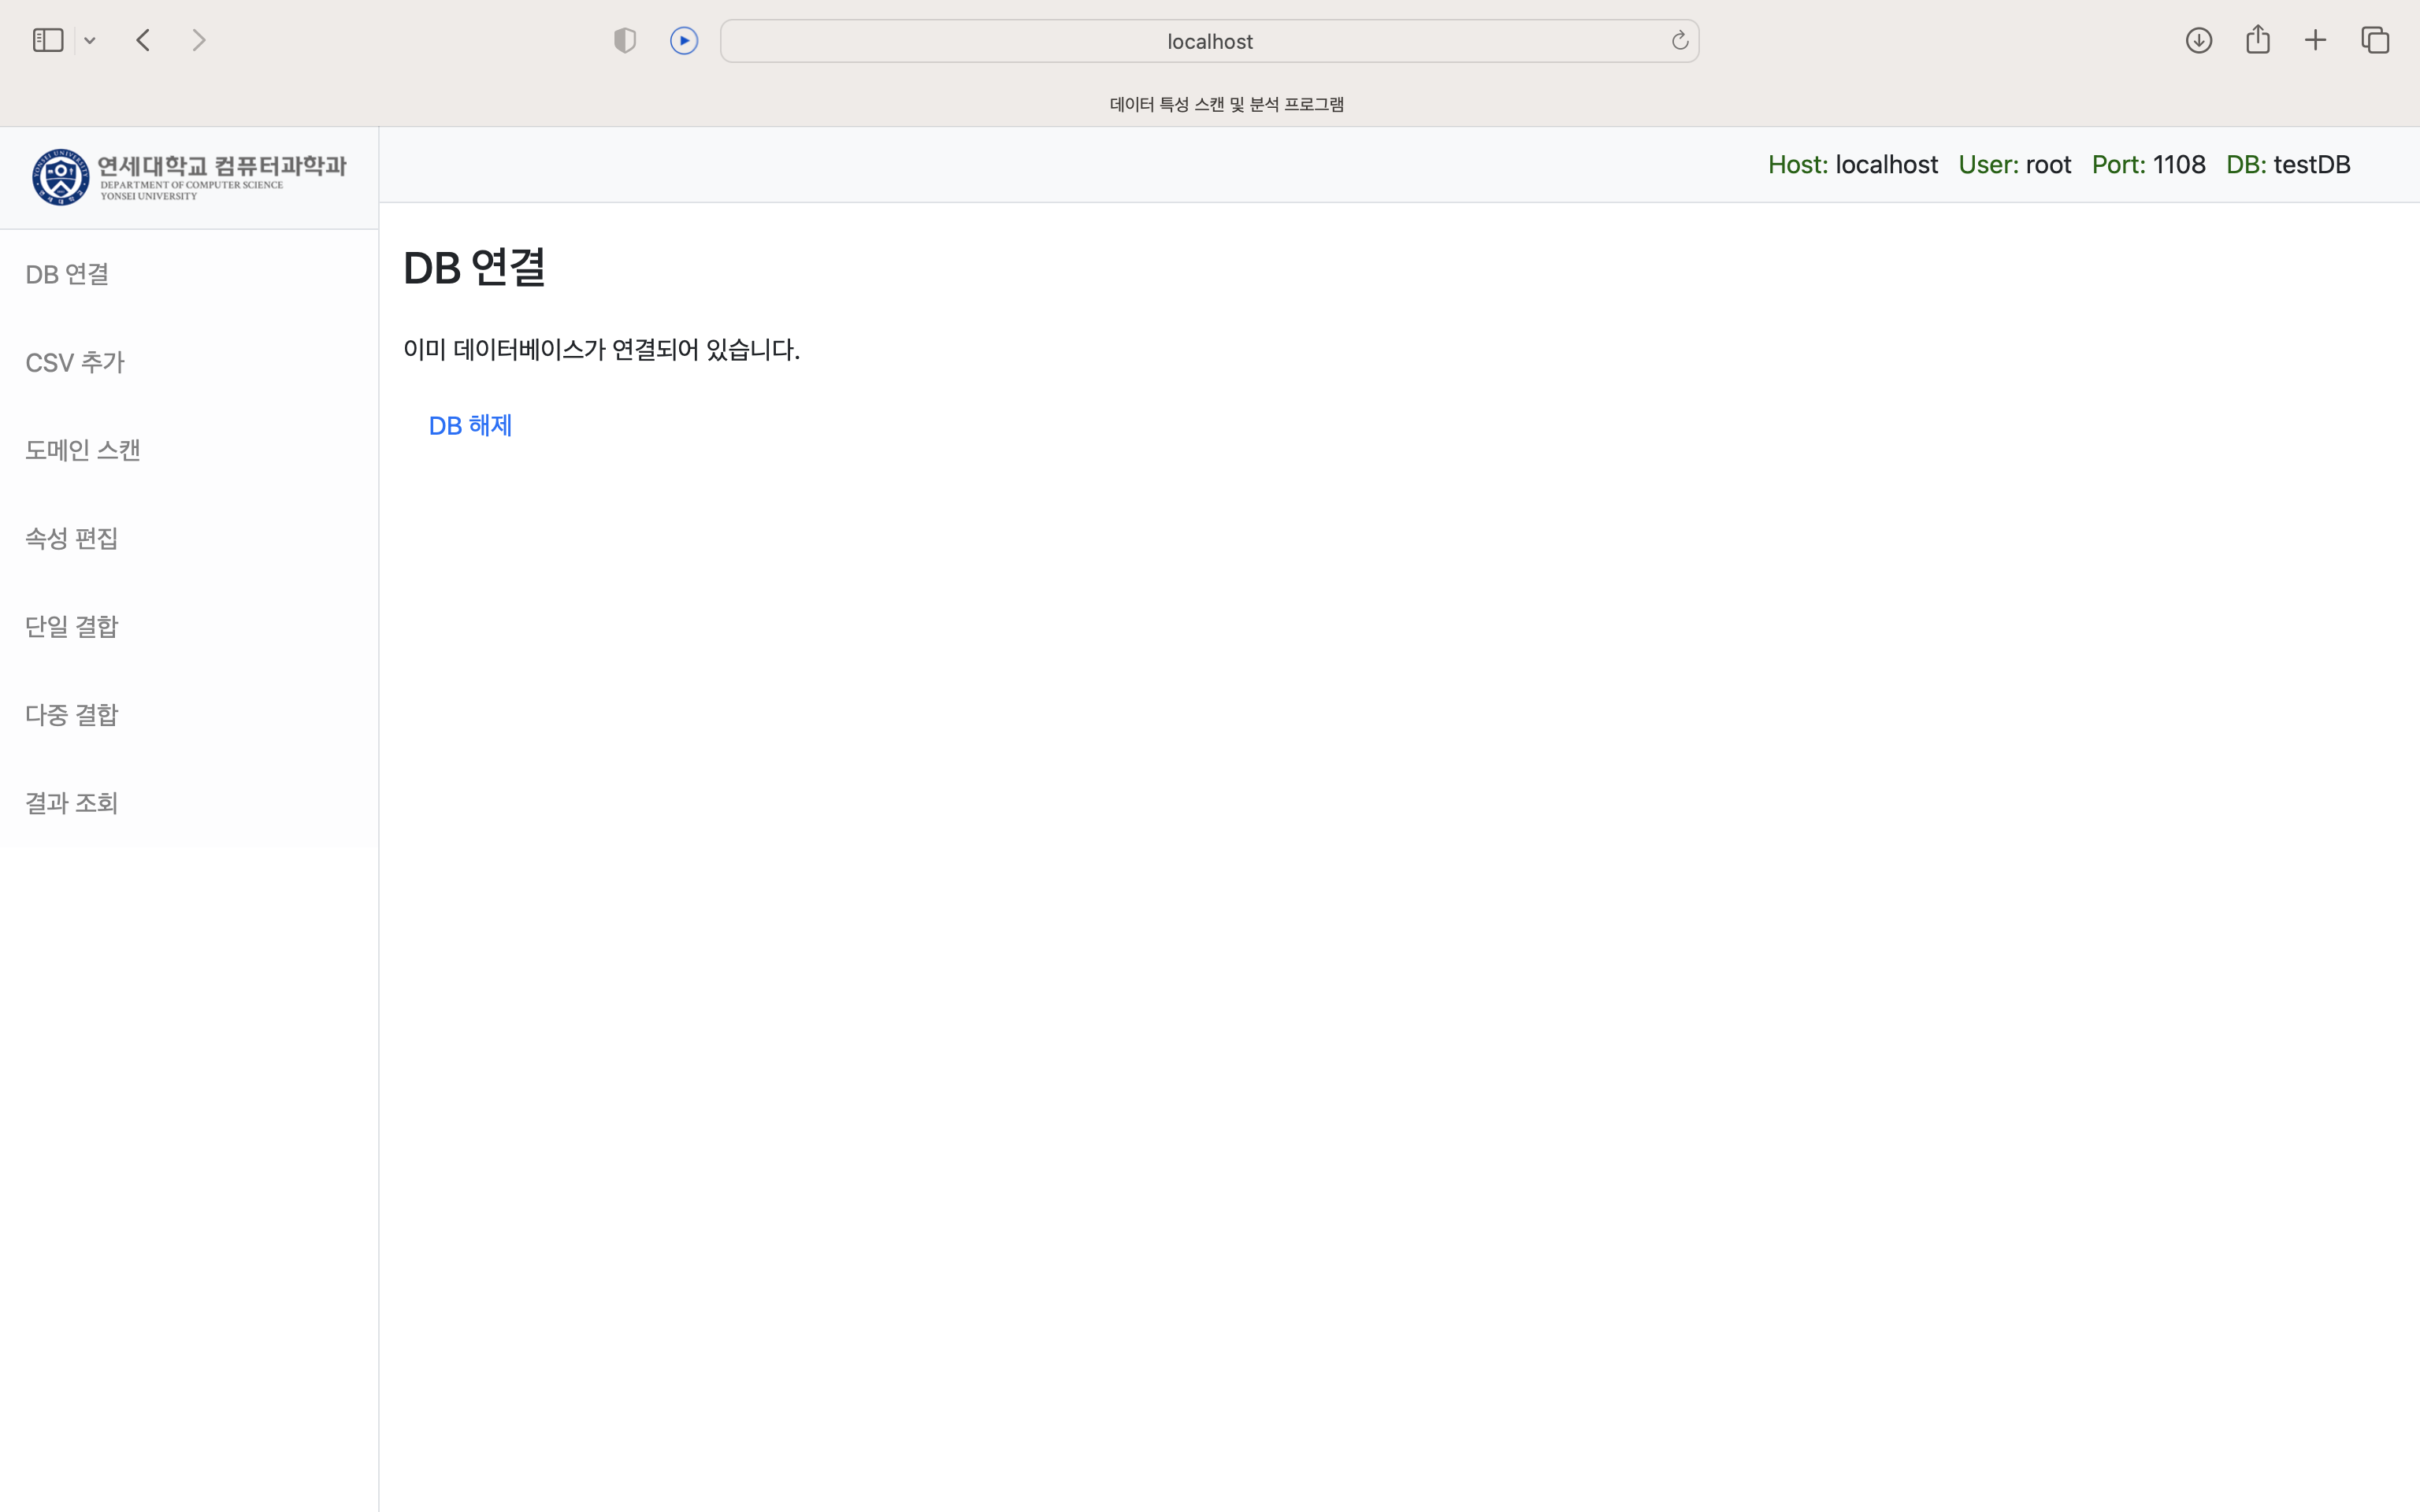 localhost
데이터 특성 스캔 및 분석 프로그램
연세대학교 컴퓨터과학과
DEPARTMENT OF COMPUTER SCIENCE
YONSEI UNIVERSITY
Host: localhost User: root Port: 1108 DB: testDB
DB 연결
CSV 추가
도메인 스캔
속성 편집
단일 결합
다중 결합
결과 조회
DB 연결
이미 데이터베이스가 연결되어 있습니다.
DB 해제